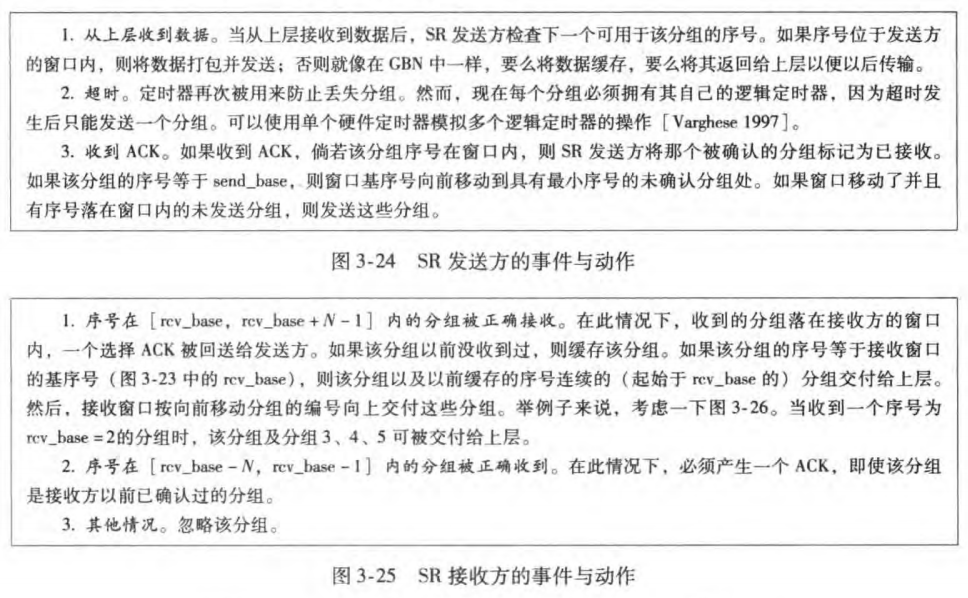 1. 从上层收到数据。当从上层接收到数据后，SR 发送方检查下一个可用于该分组的序号。如果序号位于发送方
的窗口内，则将数据打包并发送；否则就像在 GBN 中一样，要么将数据缓存，要么将其返回给上层以便以后传输。
2. 超时。定时器再次被用来防止丢失分组。然而，现在每个分组必须拥有其自己的逻辑定时器，因为超时发
生后只能发送一个分组。可以使用单个硬件定时器模拟多个逻辑定时器的操作［Varghese 1997］。
3. 收到 ACK。如果收到 ACK，倘若该分组序号在窗口内，则 SR 发送方将那个被确认的分组标记为已接收。
如果该分组的序号等于 send_base，则窗口基序号向前移动到具有最小序号的未确认分组处。如果窗口移动了并且
有序号落在窗口内的未发送分组，则发送这些分组。
图 3-24 SR 发送方的事件与动作
1. 序号在［rcv_base，rcv_base + N - 1］内的分组被正确接收。在此情况下，收到的分组落在接收方的窗口
内，一个选择 ACK 被回送给发送方。如果该分组以前没收到过，则缓存该分组。如果该分组的序号等于接收窗口
的基序号（图 3-23 中的 rcv_base），则该分组以及以前缓存的序号连续的（起始于 rcv_base 的）分组交付给上层。
然后，接收窗口按向前移动分组的编号向上交付这些分组。举例子来说，考虑一下图 3-26。当收到一个序号为
rcv_base = 2的分组时，该分组及分组 3、4、5 可被交付给上层。
2. 序号在［rcv_base - N，rcv_base - 1］内的分组被正确收到。在此情况下，必须产生一个 ACK，即使该分组
是接收方以前已确认过的分组。
3. 其他情况。忽略该分组。
图 3-25 SR 接收方的事件与动作